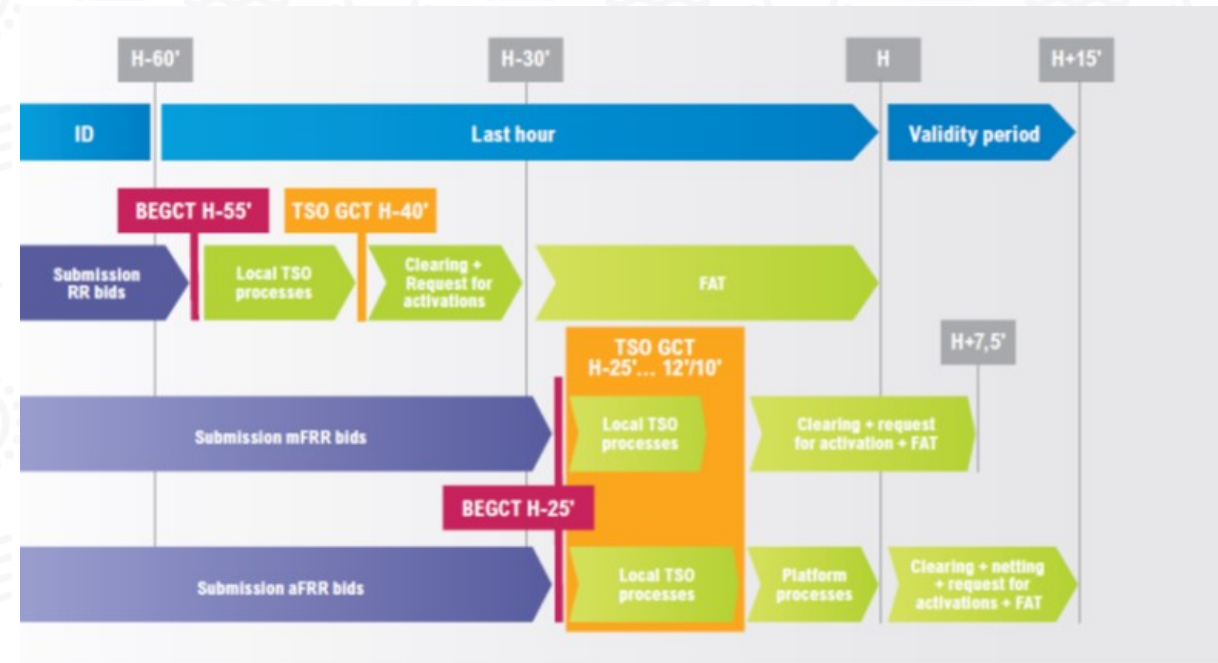 H-60'
H-30'
H
H+15'
ID
Last hour
Validity period
BEGCT H-55'
TSO GCT H-40'
Submission
RR bids
Local TSO
processes
Clearing +
Request for
activations
FAT
TSO GCT
H-25'... 12'/10'
H+7,5'
Submission mFRR bids
Local TSO
processes
Clearing + request
for activation + FAT
BEGCT H-25'
Submission aFRR bids
Local TSO
processes
Platform
processes
Clearing + netting
+ request for
activations + FAT